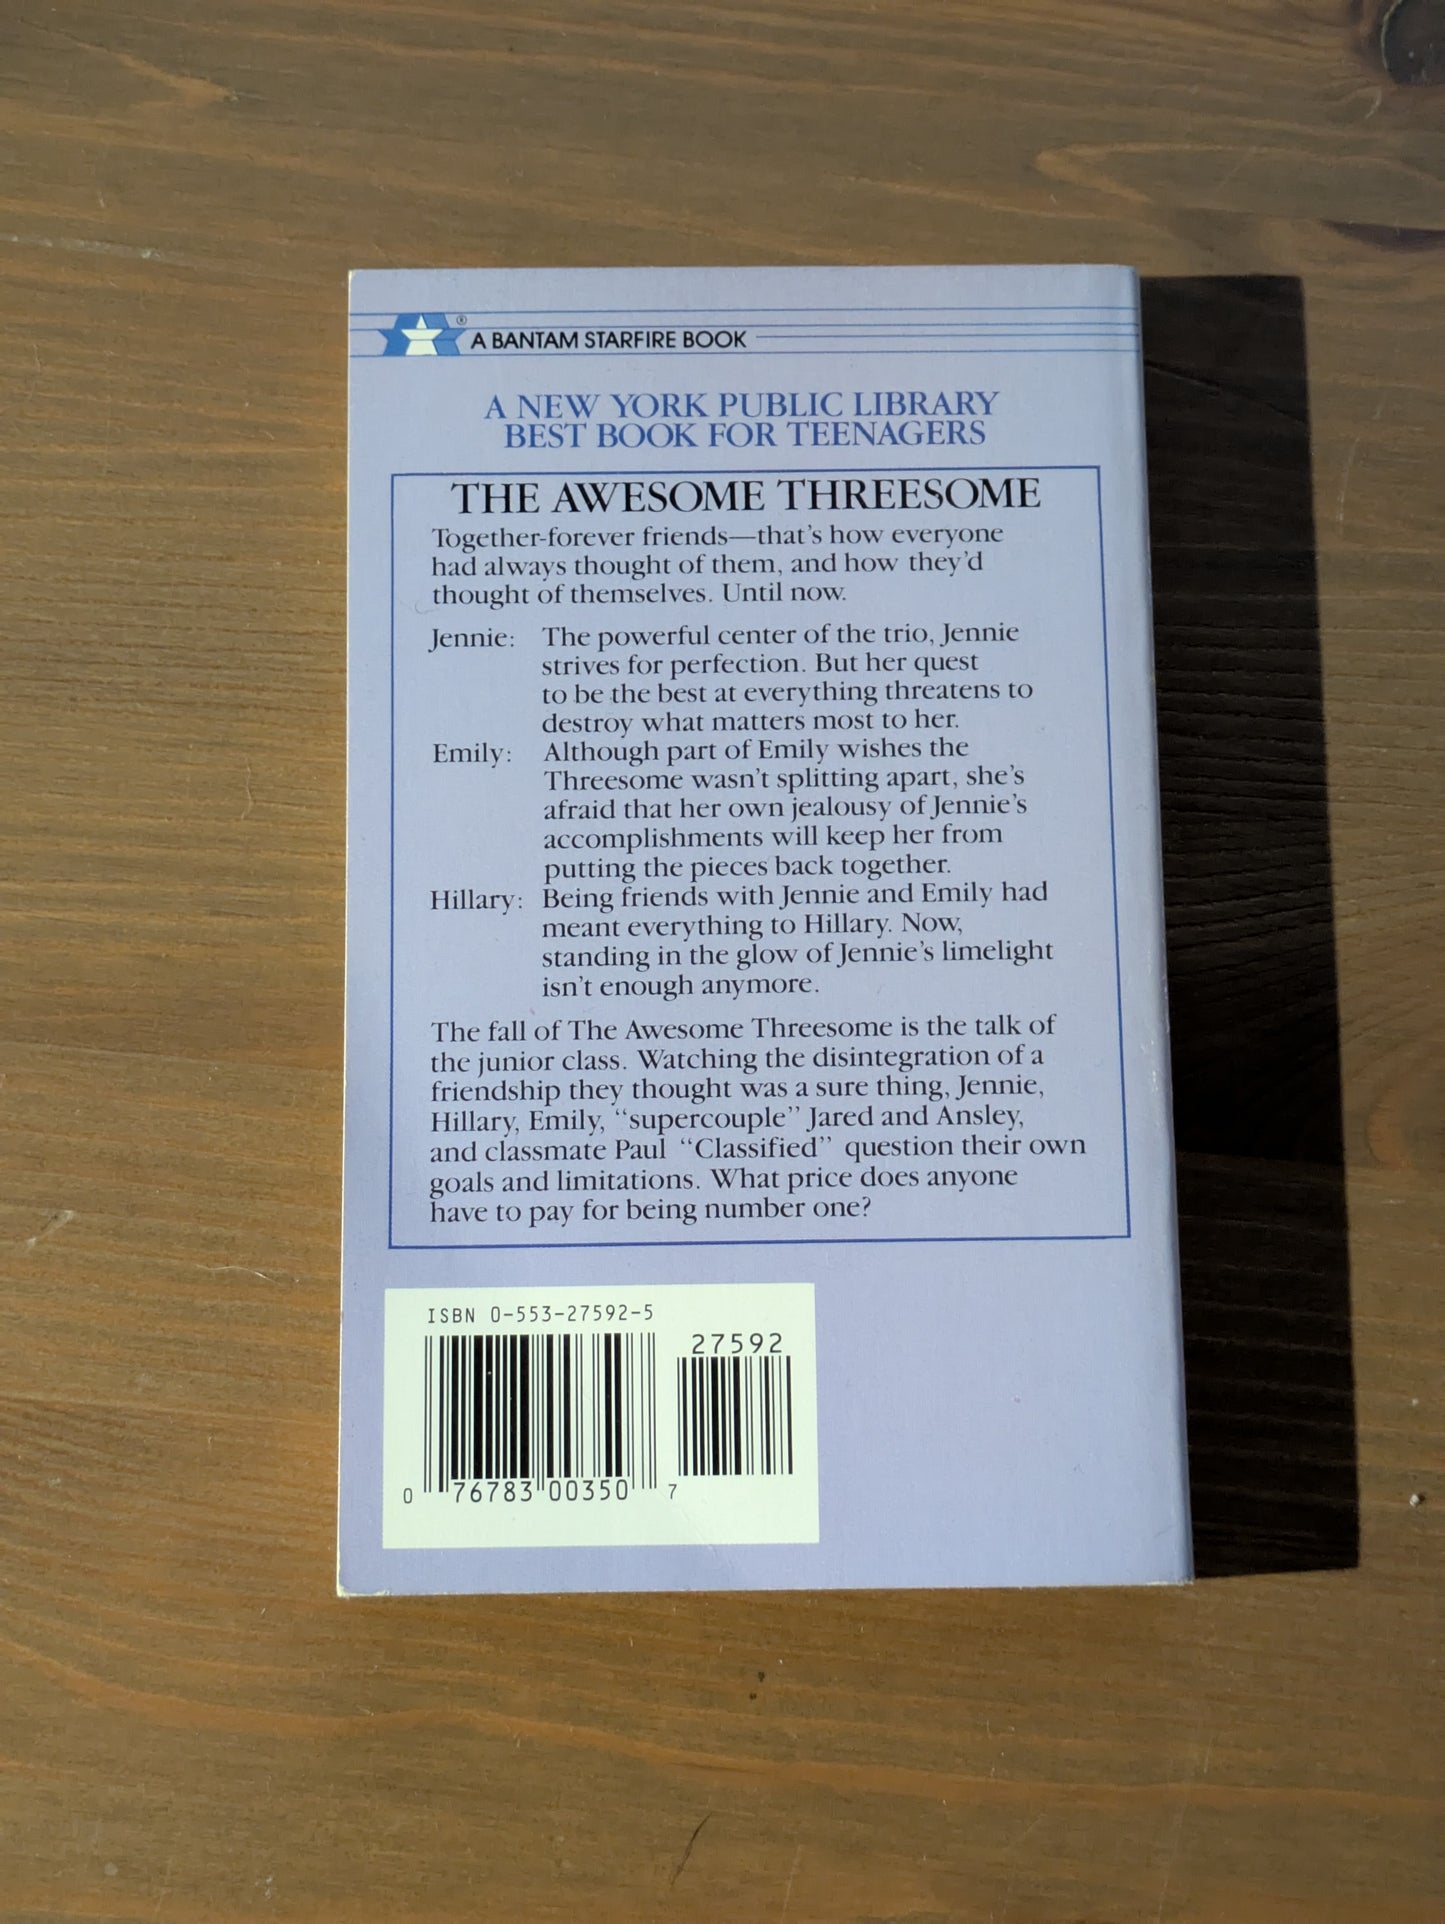 ® A BANTAM STARFIRE BOOK
A NEW YORK PUBLIC LIBRARY
BEST BOOK FOR TEENAGERS
THE AWESOME THREESOME
Together-forever friends—that's how everyone
had always thought of them, and how they'd
thought of themselves. Until now.
Jennie: The powerful center of the trio, Jennie
strives for perfection. But her quest
to be the best at everything threatens to
destroy what matters most to her.
Emily: Although part of Emily wishes the
Threesome wasn't splitting apart, she's
afraid that her own jealousy of Jennie's
accomplishments will keep her from
putting the pieces back together.
Hillary: Being friends with Jennie and Emily had
meant everything to Hillary. Now,
standing in the glow of Jennie's limelight
isn't enough anymore.
The fall of The Awesome Threesome is the talk of
the junior class. Watching the disintegration of a
friendship they thought was a sure thing, Jennie,
Hillary, Emily, “supercouple” Jared and Ansley,
and classmate Paul “Classified” question their own
goals and limitations. What price does anyone
have to pay for being number one?
ISBN 0-553-27592-5
27592
0 76783 00350 7